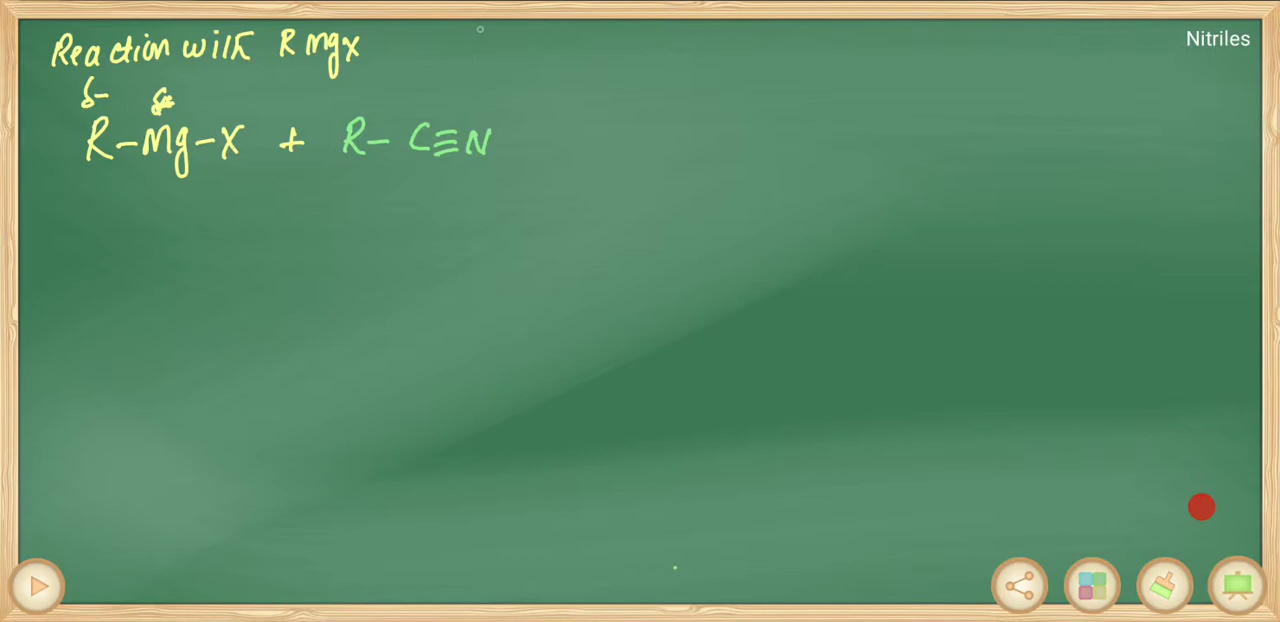 Reaction with R Mgx
Nitriles
δ- δ+
R-Mg-X + R-C≡N